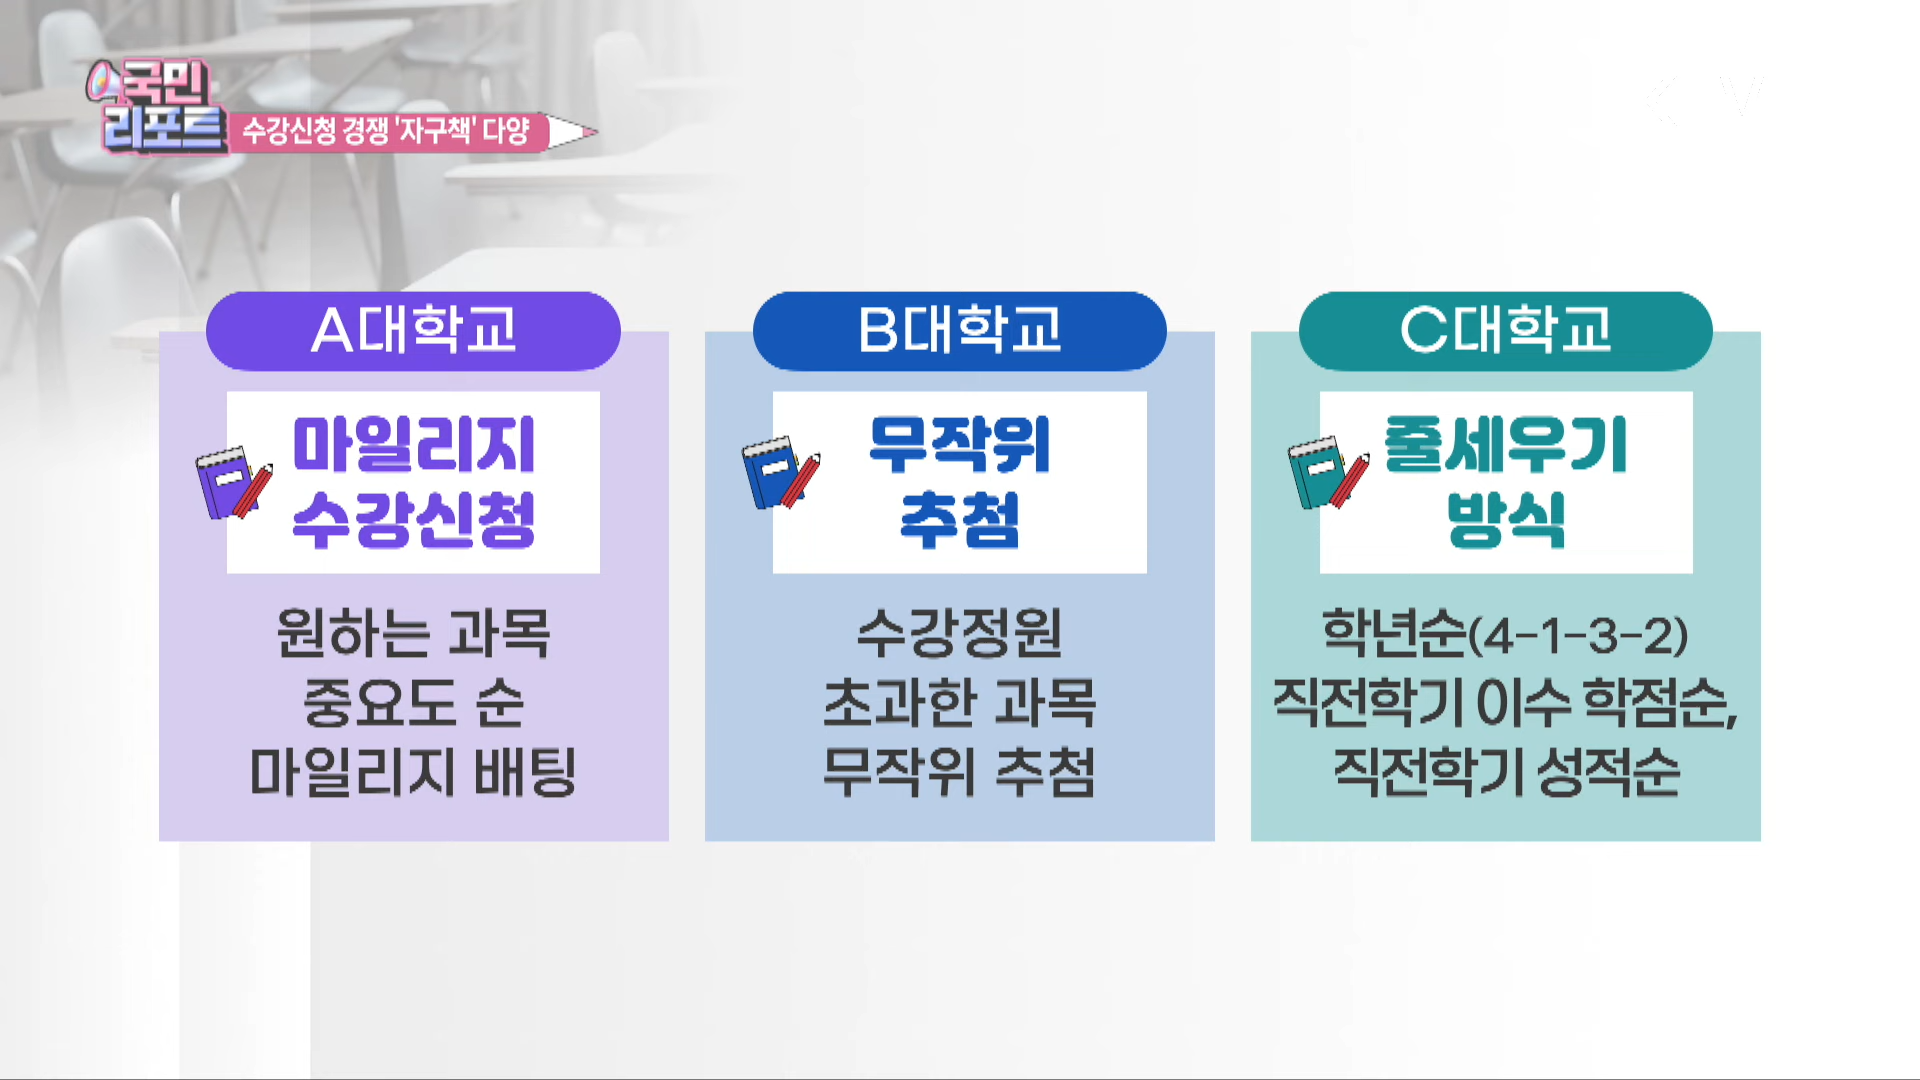 국민
리포트
수강신청 경쟁 '자구책' 다양
A대학교
마일리지
수강신청
원하는 과목
중요도 순
마일리지 배팅
B대학교
무작위
추첨
수강정원
초과한 과목
무작위 추첨
C대학교
줄세우기
방식
학년순(4-1-3-2)
직전학기 이수 학점순,
직전학기 성적순